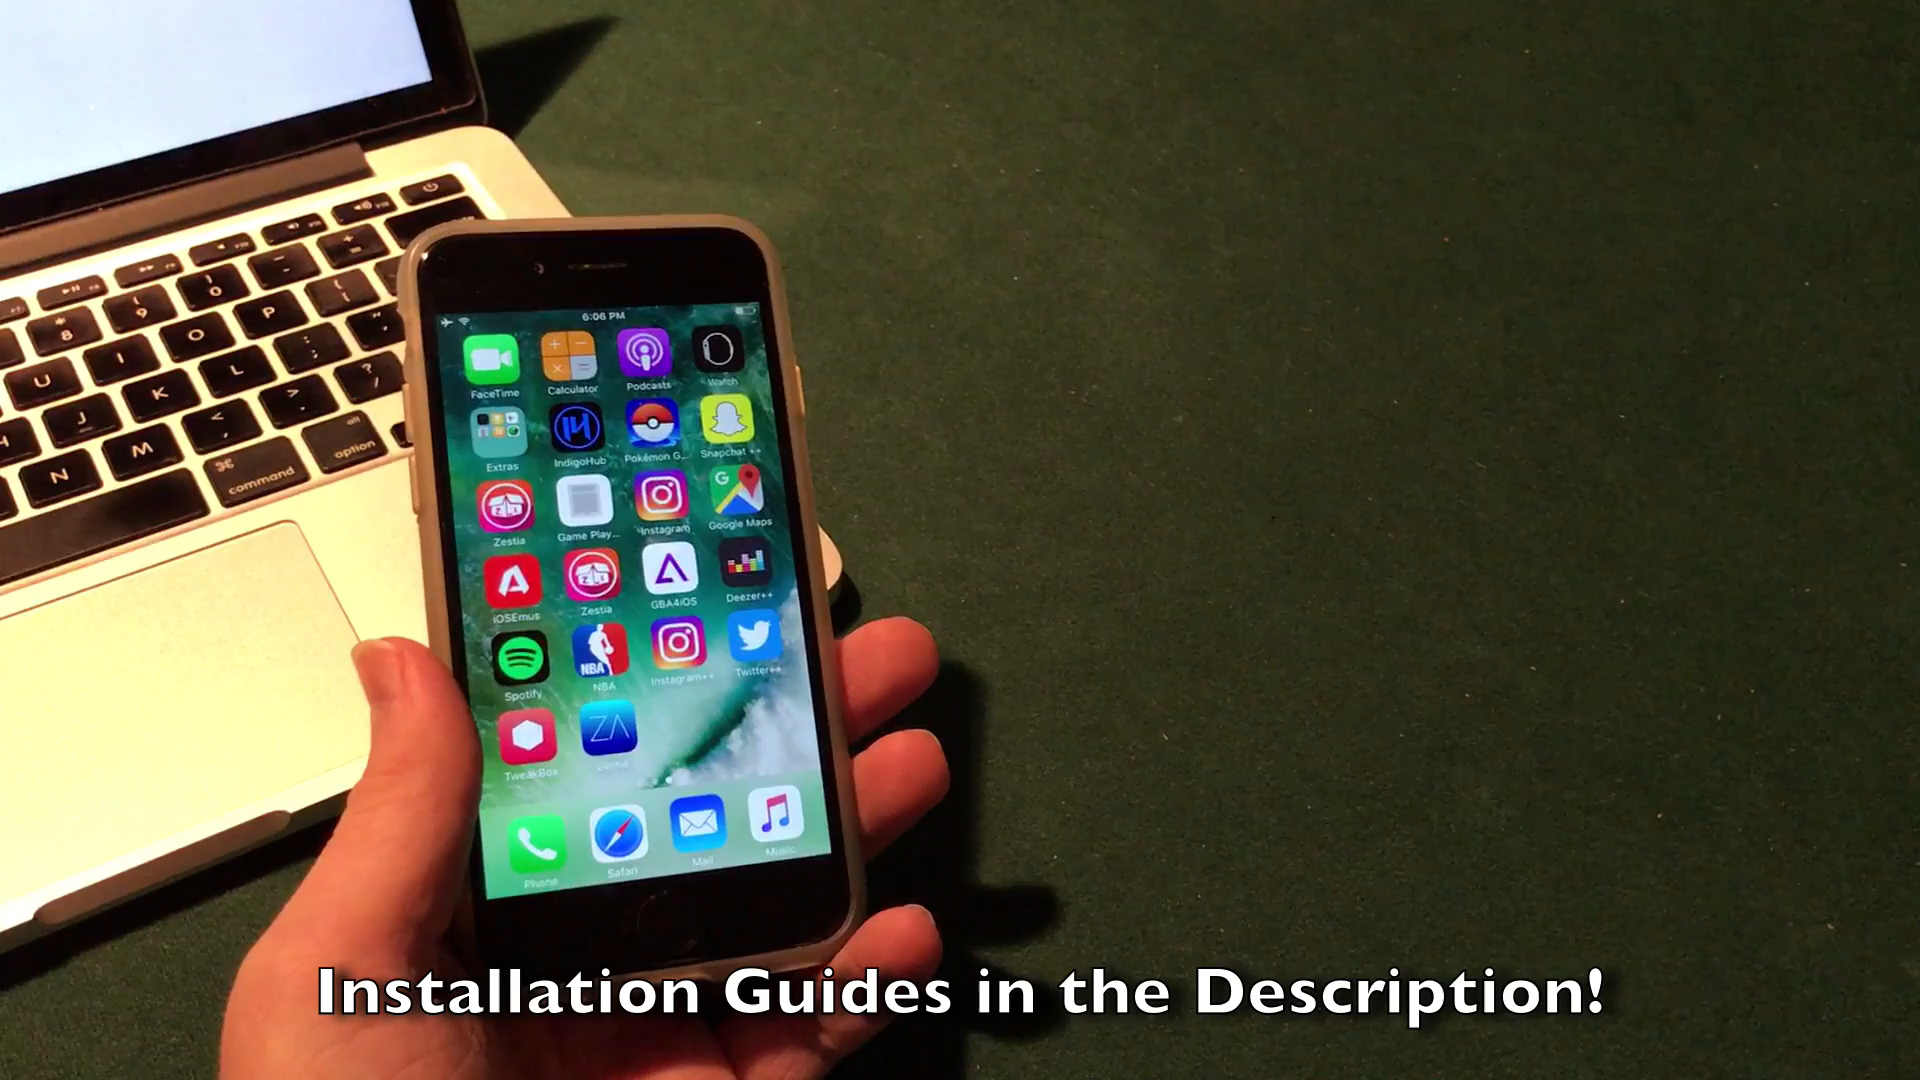 6:06 PM
FaceTime Calculator Podcasts Watch
Extras IndigoHub Pokémon G... Snapchat ++
Zestia Game Play... Instagram Google Maps
iOSEmus Zestia GBA4iOS Deezer++
Spotify NBA Instagram++ Twitter++
TweakBox
Phone Safari Mail Music
P
O
I
U
L
K
J
M
N
command
option
alt
Installation Guides in the Description!